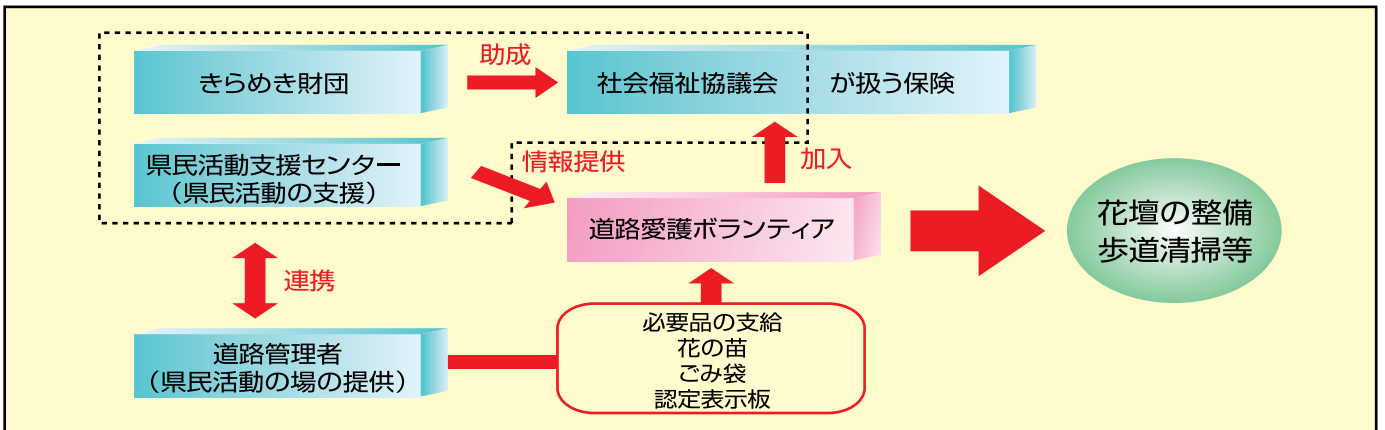 きらめき財団
助成
社会福祉協議会 が扱う保険
県民活動支援センター
（県民活動の支援）
情報提供
加入
道路愛護ボランティア
花壇の整備
歩道清掃等
連携
道路管理者
（県民活動の場の提供）
必要品の支給
花の苗
ごみ袋
認定表示板